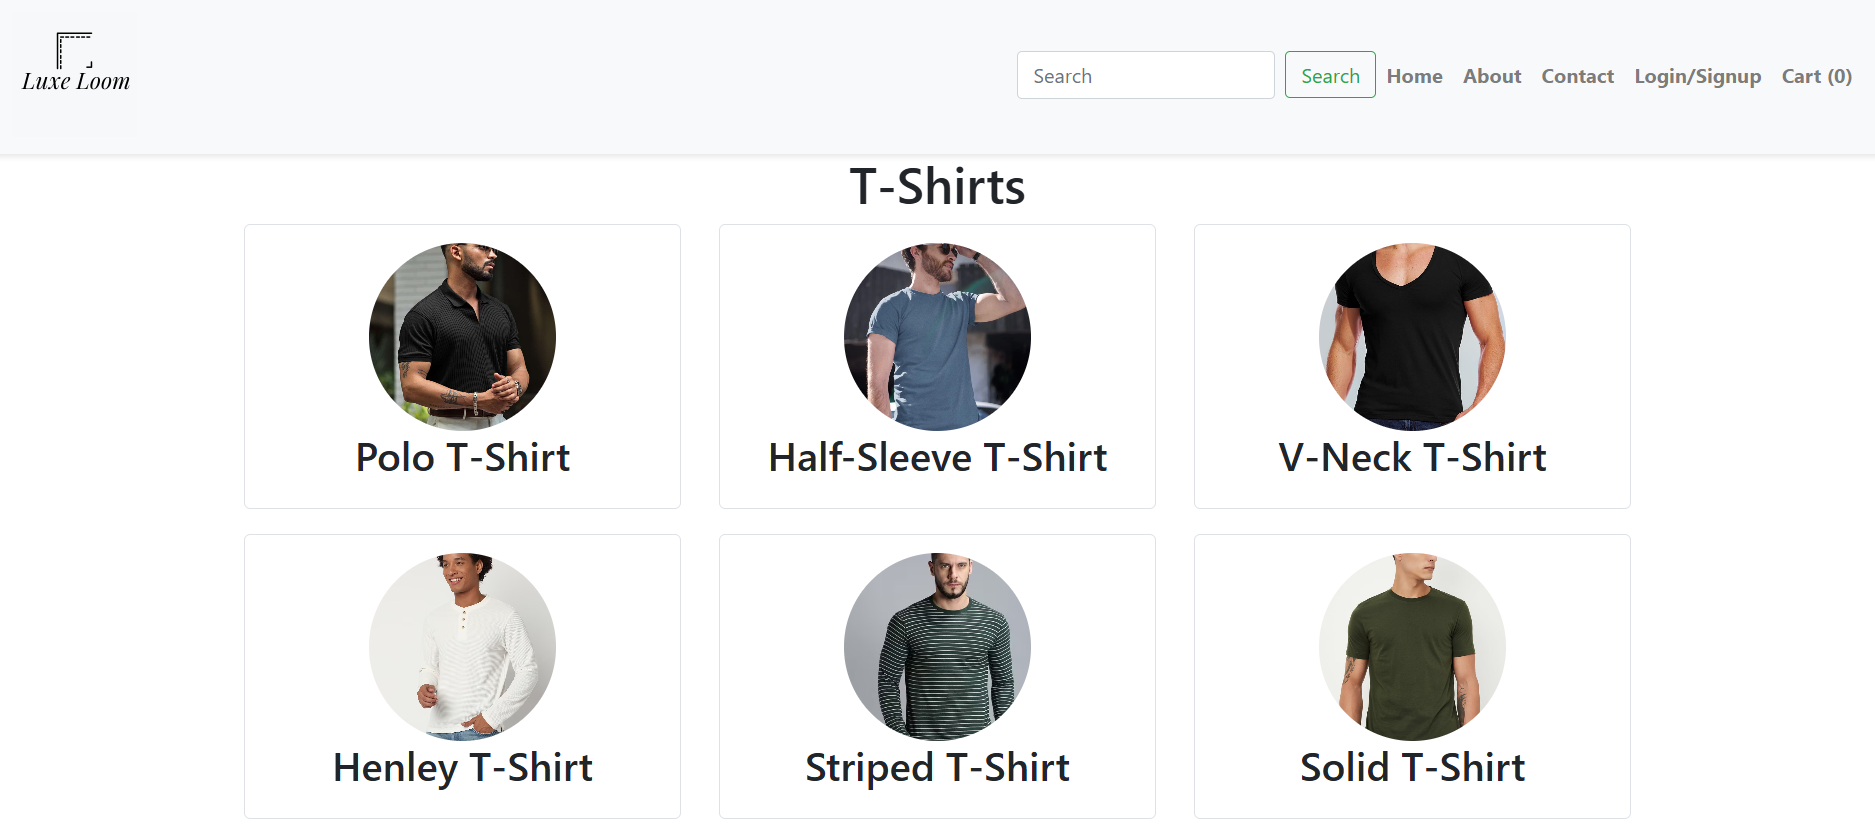 Luxe Loom
Search
Search
Home
About
Contact
Login/Signup
Cart (0)
T-Shirts
Polo T-Shirt
Half-Sleeve T-Shirt
V-Neck T-Shirt
Henley T-Shirt
Striped T-Shirt
Solid T-Shirt